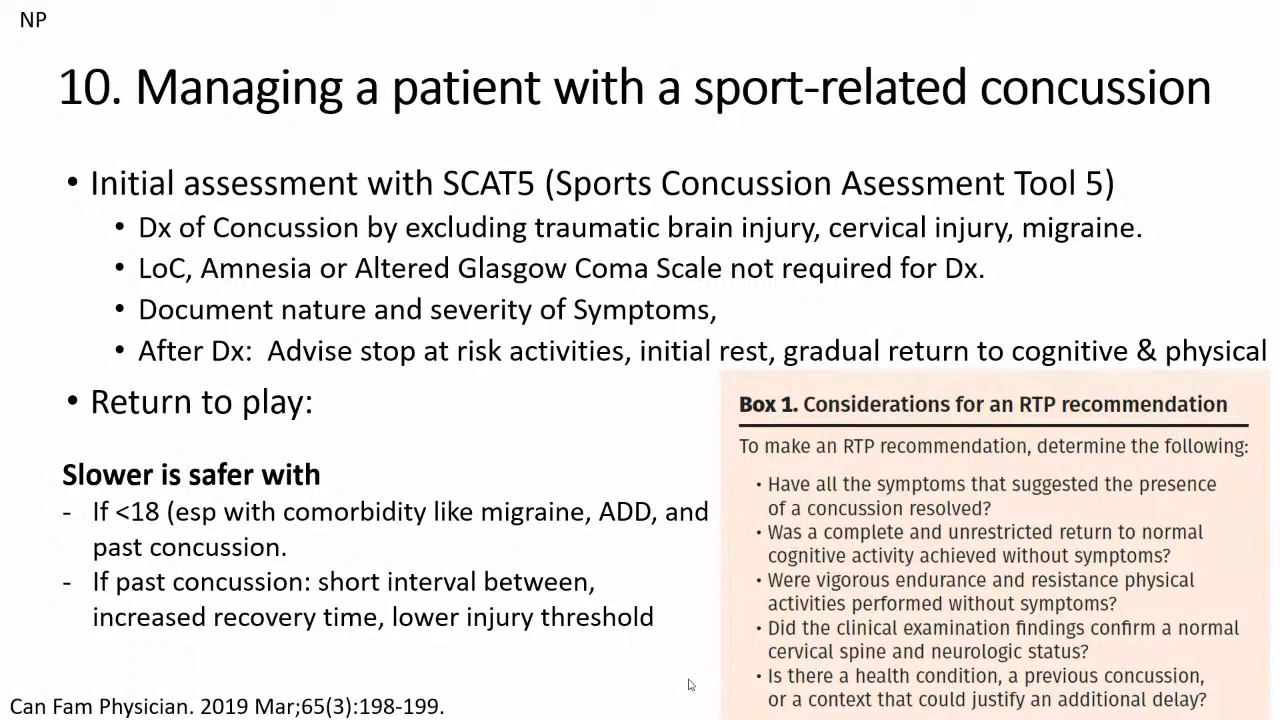 NP
10. Managing a patient with a sport-related concussion
• Initial assessment with SCAT5 (Sports Concussion Asessment Tool 5)
• Dx of Concussion by excluding traumatic brain injury, cervical injury, migraine.
• LoC, Amnesia or Altered Glasgow Coma Scale not required for Dx.
• Document nature and severity of Symptoms,
• After Dx: Advise stop at risk activities, initial rest, gradual return to cognitive & physical
• Return to play:
Slower is safer with
- If <18 (esp with comorbidity like migraine, ADD, and
past concussion.
- If past concussion: short interval between,
increased recovery time, lower injury threshold
Box 1. Considerations for an RTP recommendation
To make an RTP recommendation, determine the following:
• Have all the symptoms that suggested the presence
of a concussion resolved?
• Was a complete and unrestricted return to normal
cognitive activity achieved without symptoms?
• Were vigorous endurance and resistance physical
activities performed without symptoms?
• Did the clinical examination findings confirm a normal
cervical spine and neurologic status?
• Is there a health condition, a previous concussion,
or a context that could justify an additional delay?
Can Fam Physician. 2019 Mar;65(3):198-199.